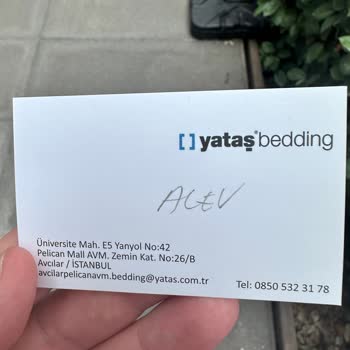 [ ] yataş® bedding
ALEV
Üniversite Mah. E5 Yanyol No:42
Pelican Mall AVM. Zemin Kat. No:26/B
Avcılar / İSTANBUL
avcilarpelicanavm.bedding@yatas.com.tr
Tel: 0850 532 31 78